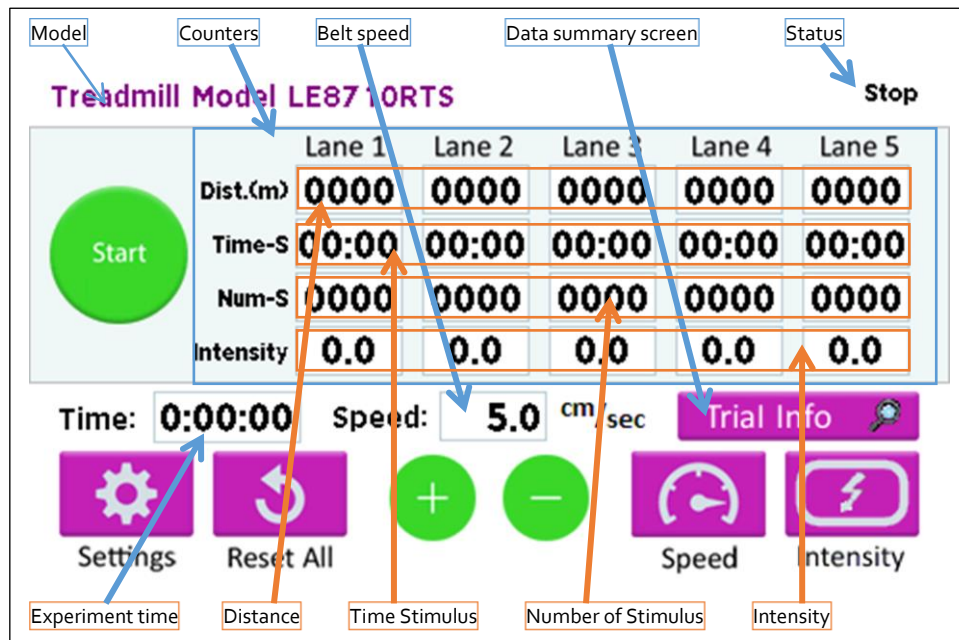 Model Counters Belt speed Data summary screen Status
Treadmill Model LE8710RTS Stop
Lane 1 Lane 2 Lane 3 Lane 4 Lane 5
Dist.(m) 0000 0000 0000 0000 0000
Start Time-S 00:00 00:00 00:00 00:00 00:00
Num-S 0000 0000 0000 0000 0000
Intensity 0.0 0.0 0.0 0.0 0.0
Time: 0:00:00 Speed: 5.0 cm/sec Trial Info
+ −
Settings Reset All Speed Intensity
Experiment time Distance Time Stimulus Number of Stimulus Intensity